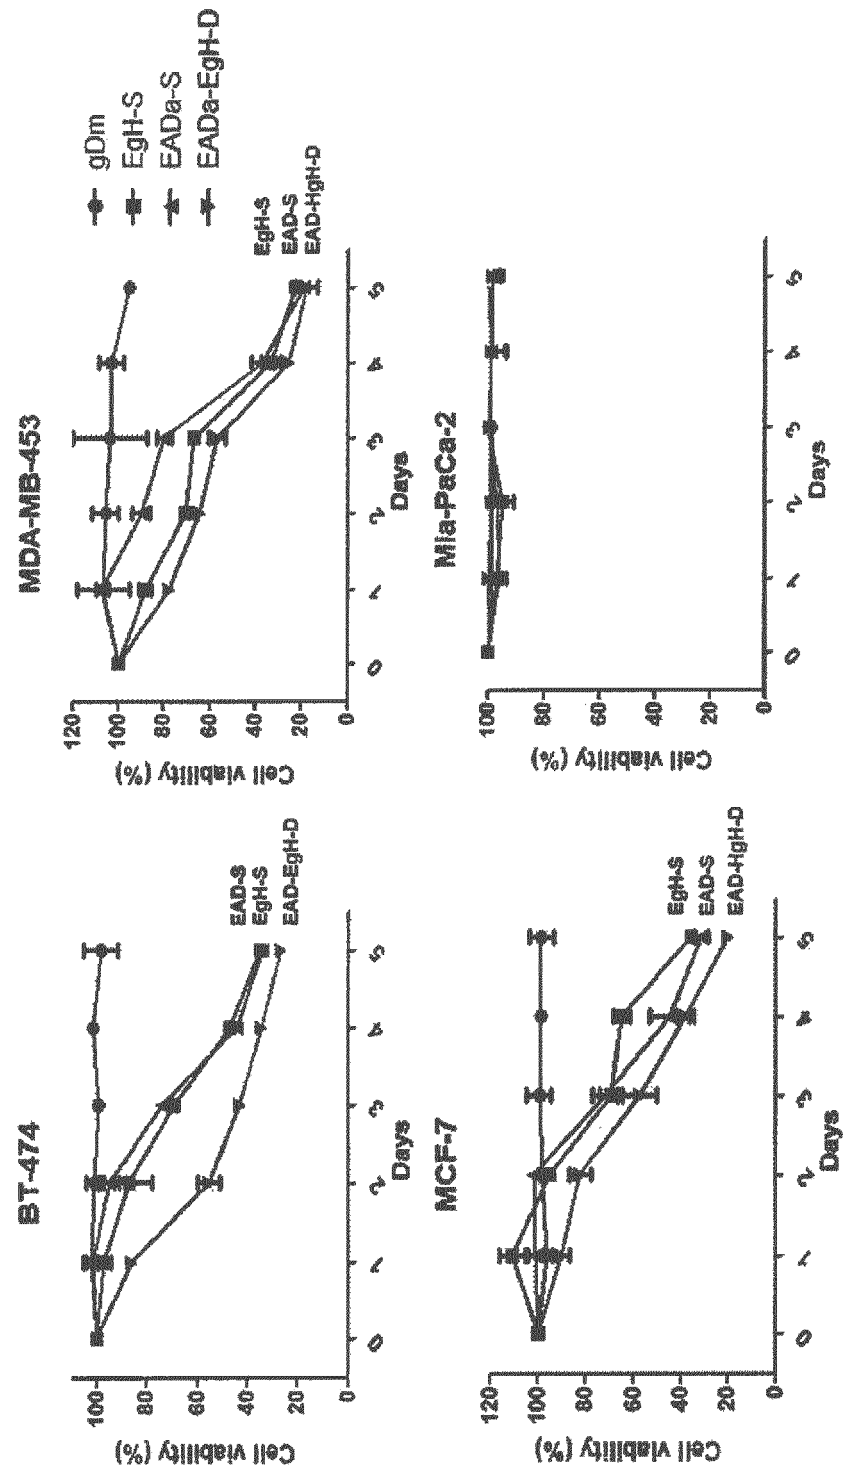 BT-474
Cell viability (%)
100
80
60
40
20
0
0 1 2 3 4 5
Days
EAD-S
EgH-S
EAD-EgH-D
MDA-MB-453
Cell viability (%)
120
100
80
60
40
20
0
0 1 2 3 4 5
Days
EgH-S
EAD-S
EAD-HgH-D
gDm
EgH-S
EADa-S
EADa-EgH-D
MCF-7
Cell viability (%)
120
100
80
60
40
20
0
0 1 2 3 4 5
Days
EgH-S
EAD-S
EAD-HgH-D
Mia-PaCa-2
Cell viability (%)
100
80
60
40
20
0
0 1 2 3 4 5
Days